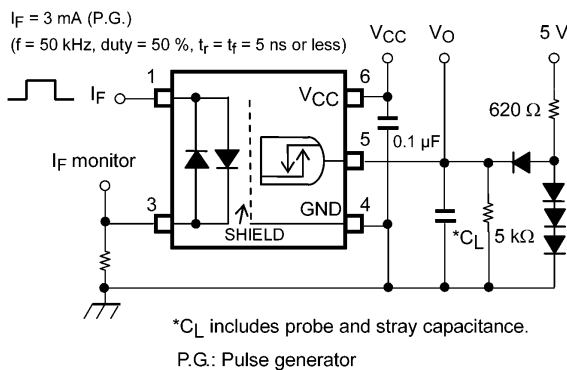 I_F = 3 mA (P.G.)
(f = 50 kHz, duty = 50 %, t_r = t_f = 5 ns or less)
V_CC V_O 5 V
1 6
I_F V_CC 620 Ω
5 0.1 μF
I_F monitor
3 GND 4
SHIELD *C_L 5 kΩ
*C_L includes probe and stray capacitance.
P.G.: Pulse generator